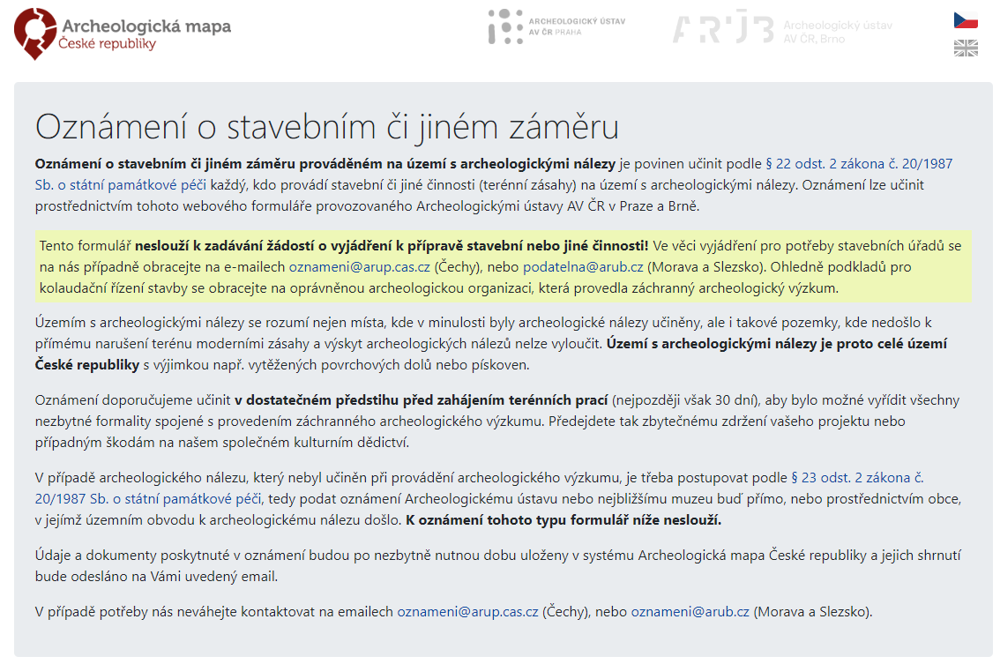 Archeologická mapa
České republiky
ARCHEOLOGICKÝ ÚSTAV
AV ČR PRAHA
ARÚB
Archeologický ústav
AV ČR, Brno
Oznámení o stavebním či jiném záměru
Oznámení o stavebním či jiném záměru prováděném na území s archeologickými nálezy je povinen učinit podle § 22 odst. 2 zákona č. 20/1987
Sb. o státní památkové péči každý, kdo provádí stavební či jiné činnosti (terénní zásahy) na území s archeologickými nálezy. Oznámení lze učinit
prostřednictvím tohoto webového formuláře provozovaného Archeologickými ústavy AV ČR v Praze a Brně.
Tento formulář neslouží k zadávání žádostí o vyjádření k přípravě stavební nebo jiné činnosti! Ve věci vyjádření pro potřeby stavebních úřadů se
na nás případně obracejte na e-mailech oznameni@arup.cas.cz (Čechy), nebo podatelna@arub.cz (Morava a Slezsko). Ohledně podkladů pro
kolaudační řízení stavby se obracejte na oprávněnou archeologickou organizaci, která provedla záchranný archeologický výzkum.
Územím s archeologickými nálezy se rozumí nejen místa, kde v minulosti byly archeologické nálezy učiněny, ale i takové pozemky, kde nedošlo k
přímému narušení terénu moderními zásahy a výskyt archeologických nálezů nelze vyloučit. Území s archeologickými nálezy je proto celé území
České republiky s výjimkou např. vytěžených povrchových dolů nebo pískoven.
Oznámení doporučujeme učinit v dostatečném předstihu před zahájením terénních prací (nejpozději však 30 dní), aby bylo možné vyřídit všechny
nezbytné formality spojené s provedením záchranného archeologického výzkumu. Předejdete tak zbytečnému zdržení vašeho projektu nebo
případným škodám na našem společném kulturním dědictví.
V případě archeologického nálezu, který nebyl učiněn při provádění archeologického výzkumu, je třeba postupovat podle § 23 odst. 2 zákona č.
20/1987 Sb. o státní památkové péči, tedy podat oznámení Archeologickému ústavu nebo nejbližšímu muzeu buď přímo, nebo prostřednictvím obce,
v jejímž územním obvodu k archeologickému nálezu došlo. K oznámení tohoto typu formulář níže neslouží.
Údaje a dokumenty poskytnuté v oznámení budou po nezbytně nutnou dobu uloženy v systému Archeologická mapa České republiky a jejich shrnutí
bude odesláno na Vámi uvedený email.
V případě potřeby nás neváhejte kontaktovat na emailech oznameni@arup.cas.cz (Čechy), nebo oznameni@arub.cz (Morava a Slezsko).